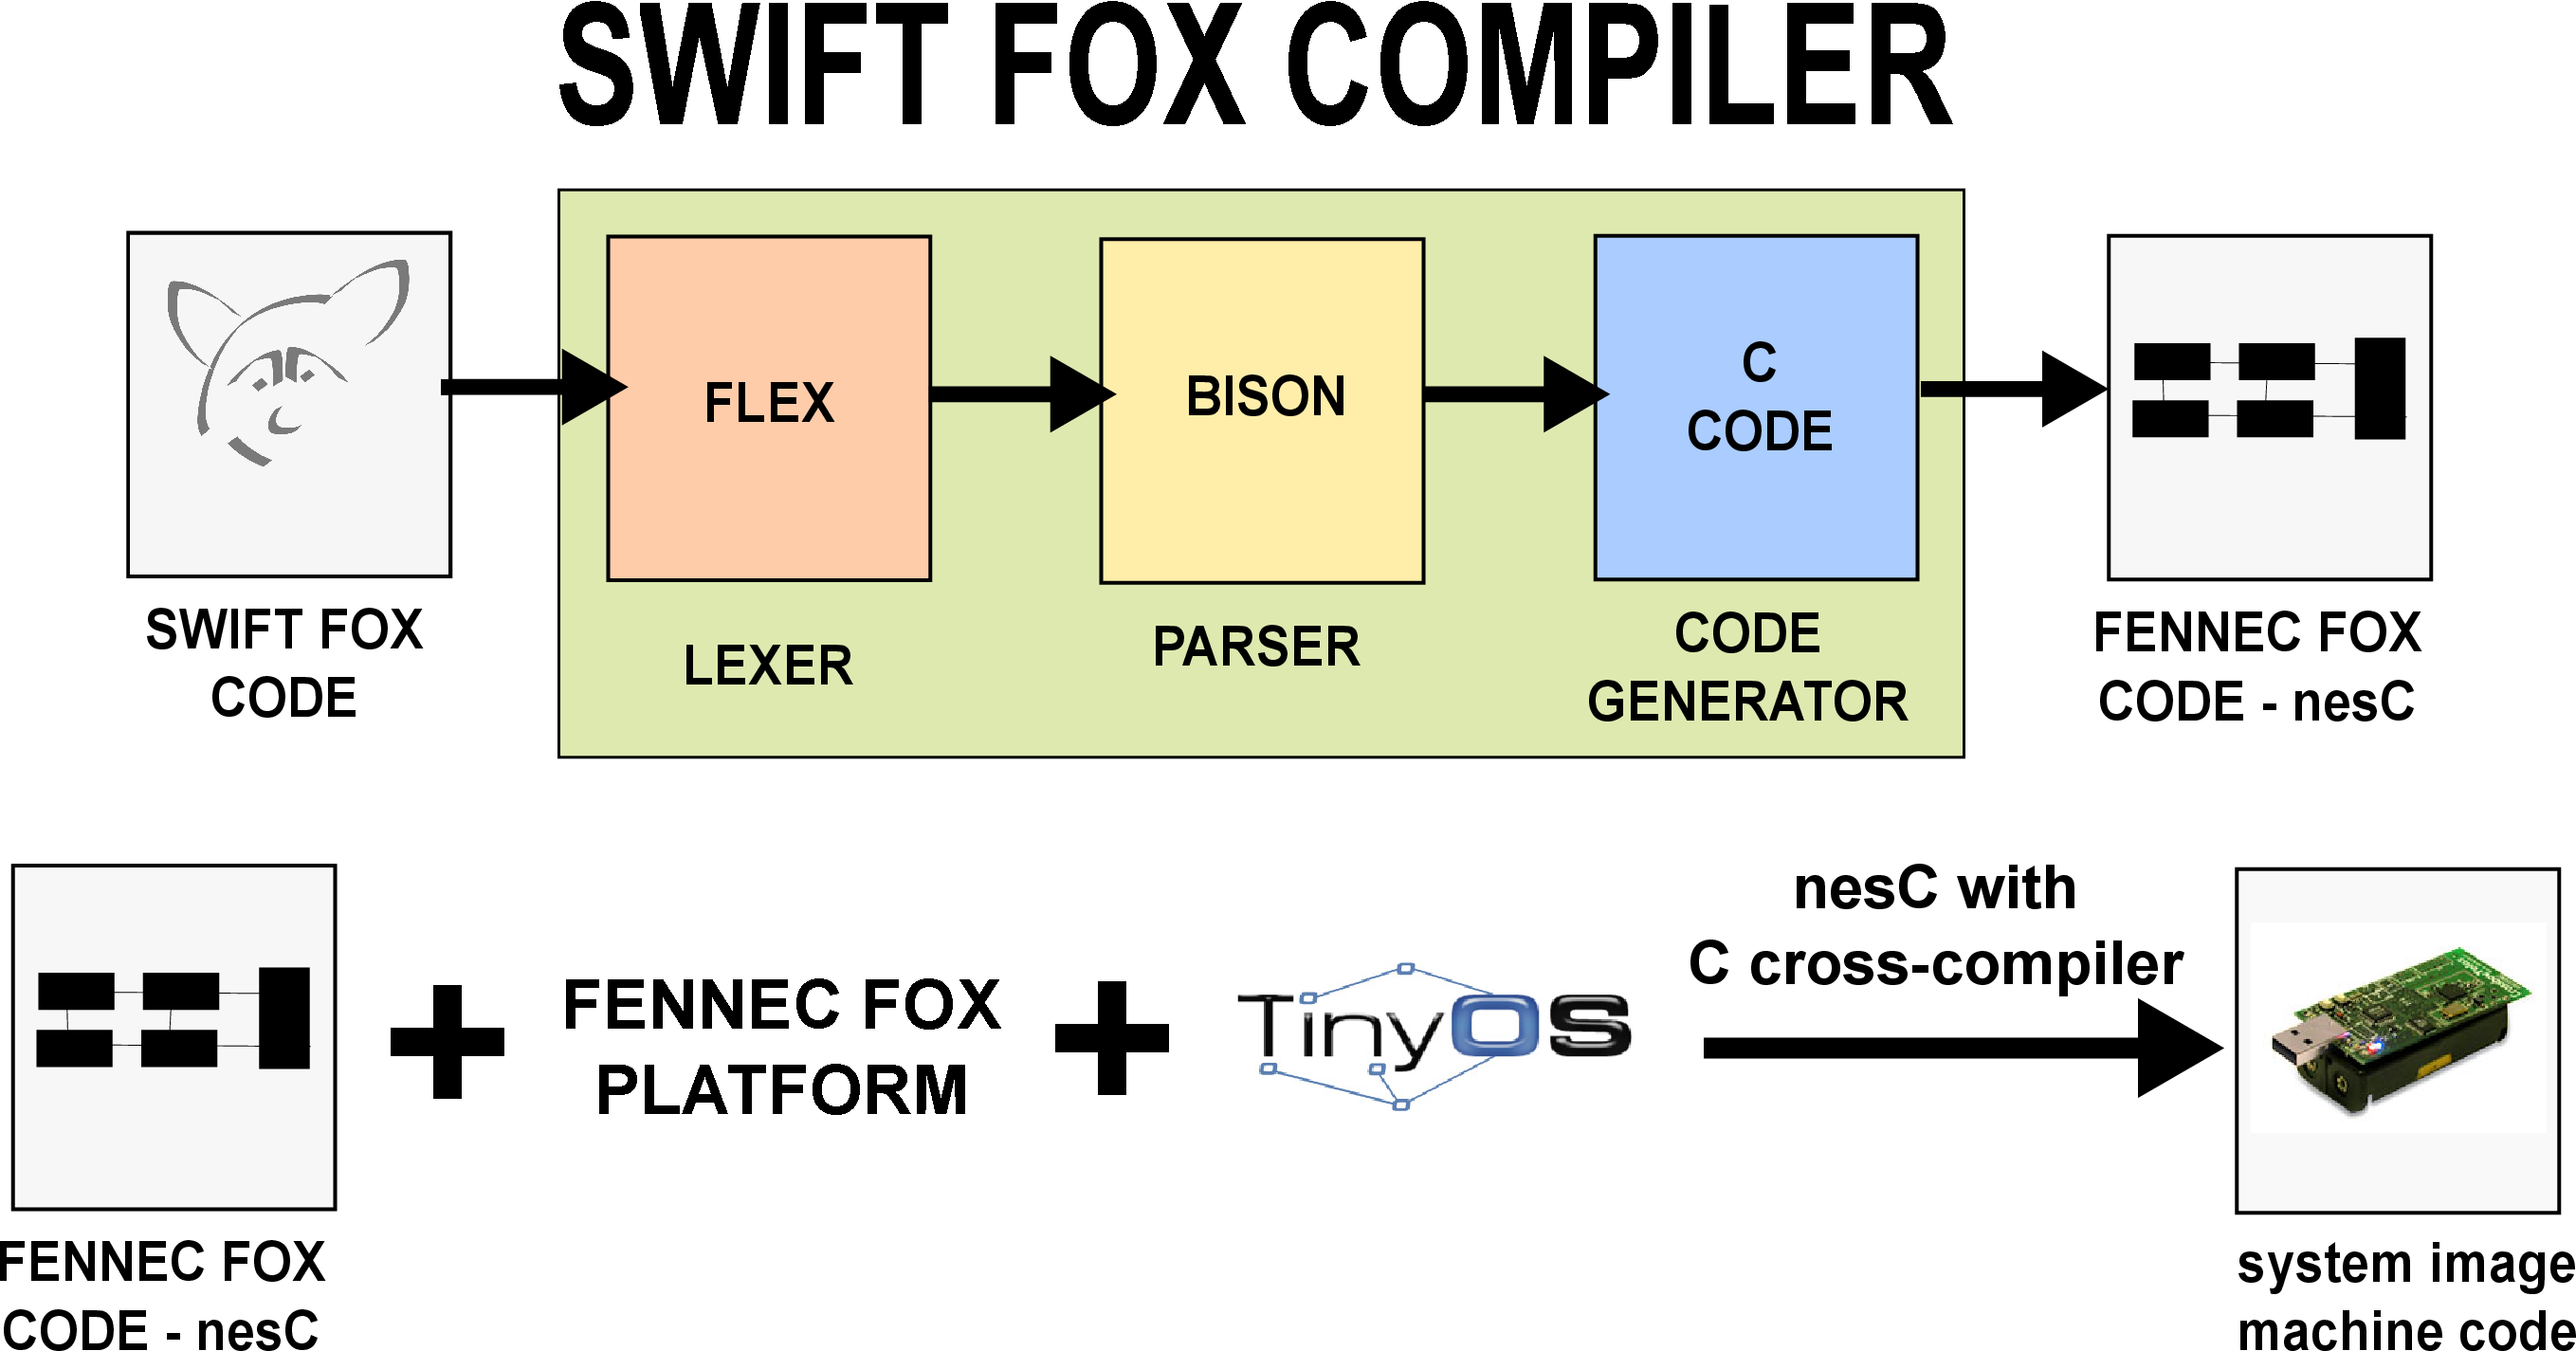 SWIFT FOX COMPILER
FLEX
BISON
C
CODE
SWIFT FOX
CODE
LEXER
PARSER
CODE
GENERATOR
FENNEC FOX
CODE - nesC
nesC with
C cross-compiler
FENNEC FOX
PLATFORM
TinyOS
FENNEC FOX
CODE - nesC
system image
machine code